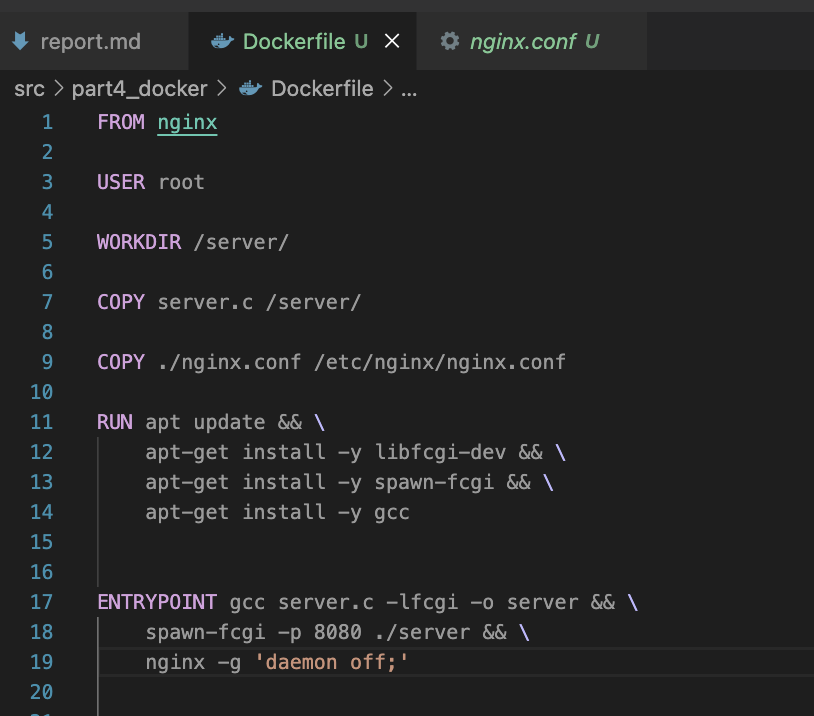 report.md Dockerfile U nginx.conf U
src > part4_docker > Dockerfile > ...
1 FROM nginx
2
3 USER root
4
5 WORKDIR /server/
6
7 COPY server.c /server/
8
9 COPY ./nginx.conf /etc/nginx/nginx.conf
10
11 RUN apt update && \
12 apt-get install -y libfcgi-dev && \
13 apt-get install -y spawn-fcgi && \
14 apt-get install -y gcc
15
16
17 ENTRYPOINT gcc server.c -lfcgi -o server && \
18 spawn-fcgi -p 8080 ./server && \
19 nginx -g 'daemon off;'
20